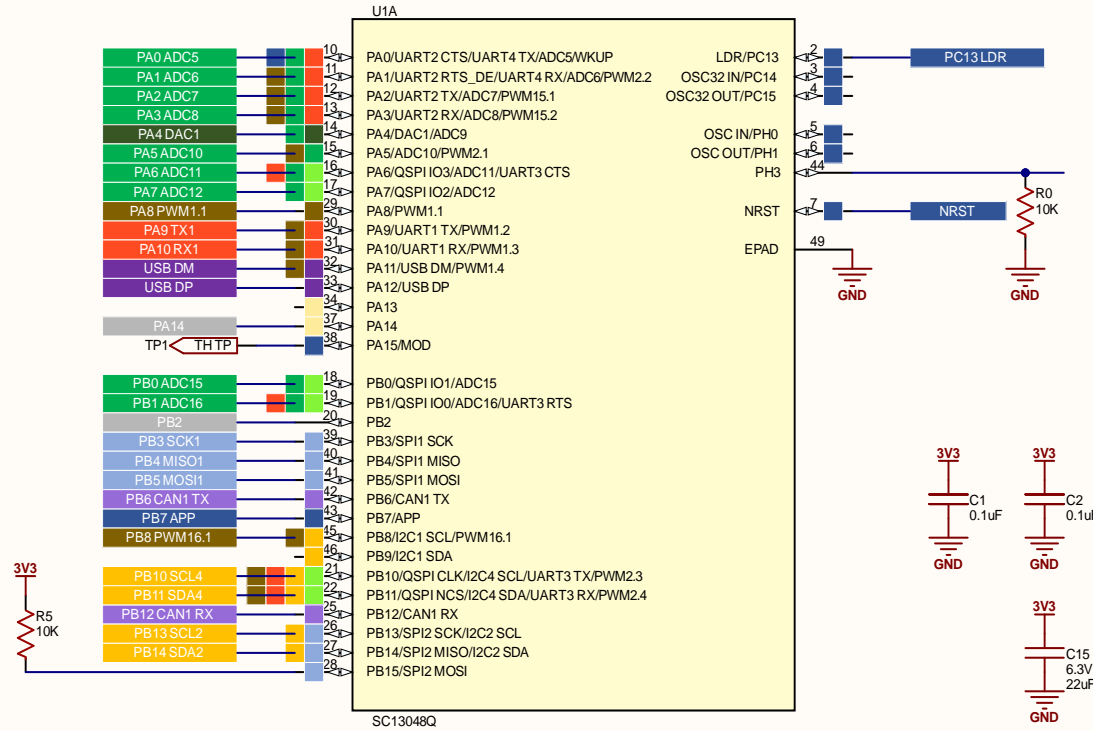 U1A
PA0 ADC5 10 PA0/UART2 CTS/UART4 TX/ADC5/WKUP LDR/PC13 2 PC13 LDR
PA1 ADC6 11 PA1/UART2 RTS_DE/UART4 RX/ADC6/PWM2.2 OSC32 IN/PC14 3
PA2 ADC7 12 PA2/UART2 TX/ADC7/PWM15.1 OSC32 OUT/PC15 4
PA3 ADC8 13 PA3/UART2 RX/ADC8/PWM15.2
PA4 DAC1 14 PA4/DAC1/ADC9 OSC IN/PH0 5
PA5 ADC10 15 PA5/ADC10/PWM2.1 OSC OUT/PH1 6
PA6 ADC11 16 PA6/QSPI IO3/ADC11/UART3 CTS PH3 44
PA7 ADC12 17 PA7/QSPI IO2/ADC12 R0
10K
PA8 PWM1.1 29 PA8/PWM1.1 NRST 7 NRST
PA9 TX1 30 PA9/UART1 TX/PWM1.2
PA10 RX1 31 PA10/UART1 RX/PWM1.3 EPAD 49
USB DM 32 PA11/USB DM/PWM1.4
USB DP 33 PA12/USB DP
GND GND
34 PA13
PA14 37 PA14
TP1 TH TP 38 PA15/MOD
PB0 ADC15 18 PB0/QSPI IO1/ADC15
PB1 ADC16 19 PB1/QSPI IO0/ADC16/UART3 RTS
PB2 20 PB2
PB3 SCK1 39 PB3/SPI1 SCK
PB4 MISO1 40 PB4/SPI1 MISO
PB5 MOSI1 41 PB5/SPI1 MOSI
PB6 CAN1 TX 42 PB6/CAN1 TX
PB7 APP 43 PB7/APP
PB8 PWM16.1 45 PB8/I2C1 SCL/PWM16.1
46 PB9/I2C1 SDA
PB10 SCL4 21 PB10/QSPI CLK/I2C4 SCL/UART3 TX/PWM2.3
PB11 SDA4 22 PB11/QSPI NCS/I2C4 SDA/UART3 RX/PWM2.4
PB12 CAN1 RX 25 PB12/CAN1 RX
PB13 SCL2 26 PB13/SPI2 SCK/I2C2 SCL
PB14 SDA2 27 PB14/SPI2 MISO/I2C2 SDA
28 PB15/SPI2 MOSI
SC13048Q
3V3
R5
10K
3V3 3V3
C1 C2
0.1uF 0.1u
GND GND
3V3
C15
6.3V
22uF
GND